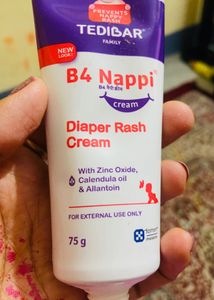 PREVENTS
NAPPY
RASH
TEDIBAR
FAMILY
NEW
LOOK!
B4 Nappi
B4 नैपी क्रीम
cream
Diaper Rash
Cream
With Zinc Oxide,
Calendula oil
& Allantoin
FOR EXTERNAL USE ONLY
75 g